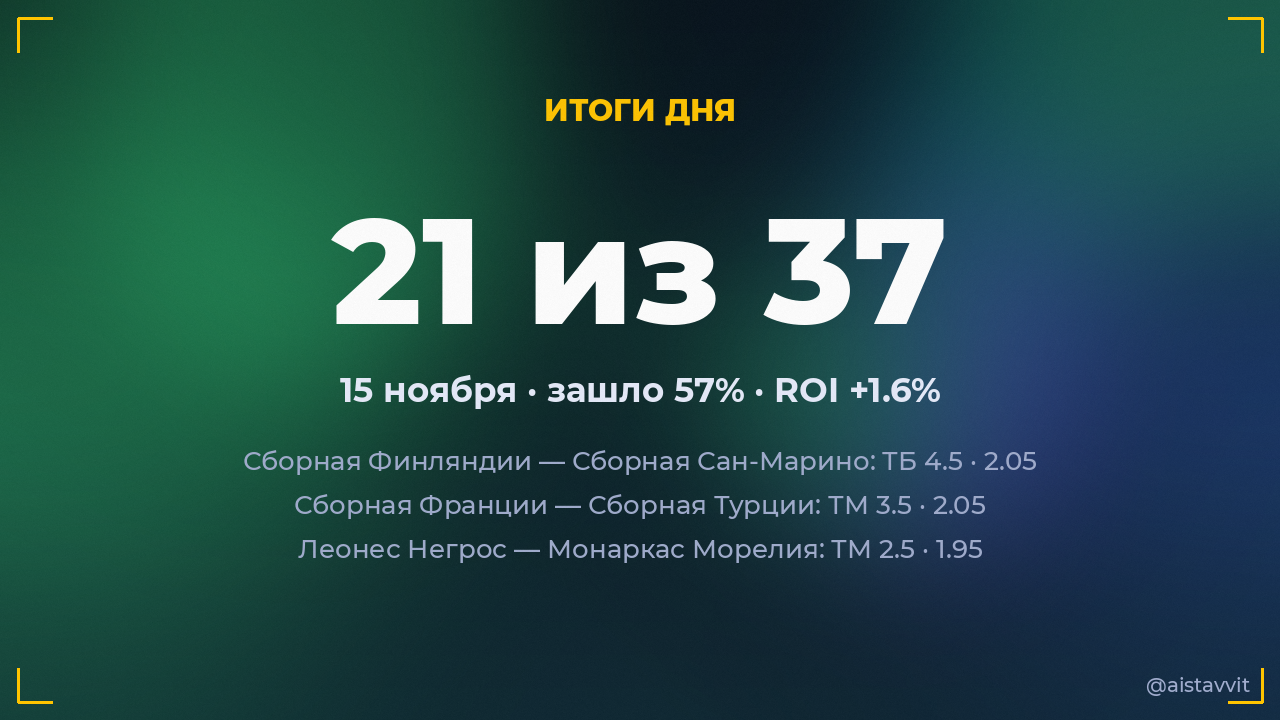 ИТОГИ ДНЯ
21 из 37
15 ноября · зашло 57% · ROI +1.6%
Сборная Финляндии — Сборная Сан-Марино: ТБ 4.5 · 2.05
Сборная Франции — Сборная Турции: ТМ 3.5 · 2.05
Леонес Негрос — Монаркас Морелия: ТМ 2.5 · 1.95
@aistavvit